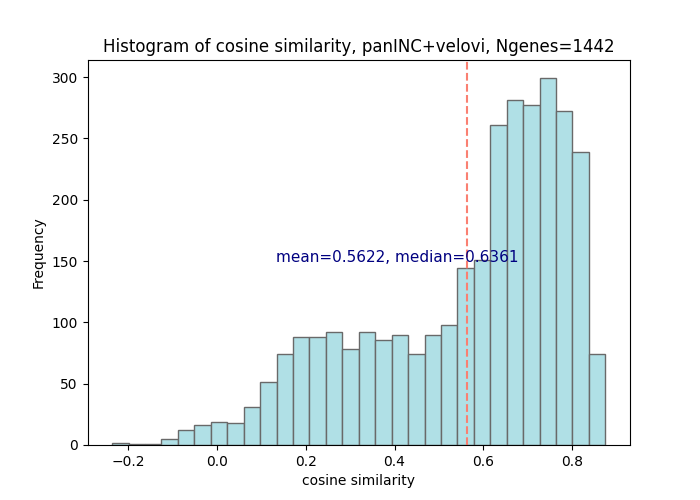 Histogram of cosine similarity, panINC+velovi, Ngenes=1442
Frequency
300
250
200
150
100
50
0
mean=0.5622, median=0.6361
−0.2 0.0 0.2 0.4 0.6 0.8
cosine similarity